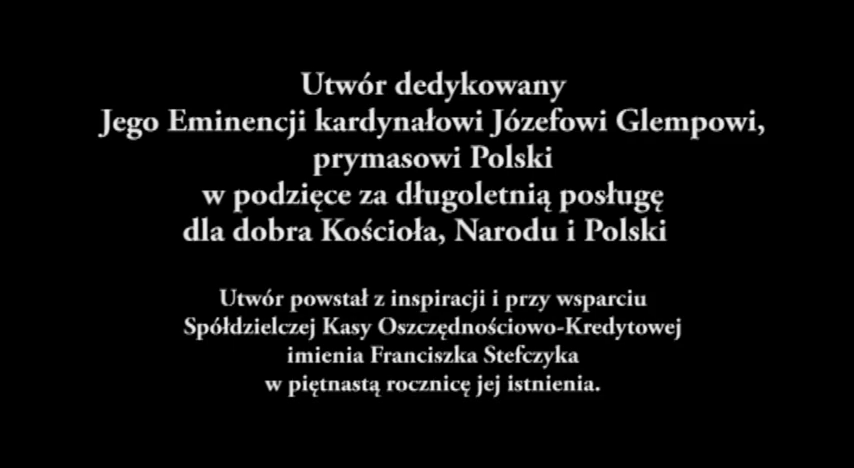 Utwór dedykowany
Jego Eminencji kardynałowi Józefowi Glempowi,
prymasowi Polski
w podzięce za długoletnią posługę
dla dobra Kościoła, Narodu i Polski
Utwór powstał z inspiracji i przy wsparciu
Spółdzielczej Kasy Oszczędnościowo-Kredytowej
imienia Franciszka Stefczyka
w piętnastą rocznicę jej istnienia.